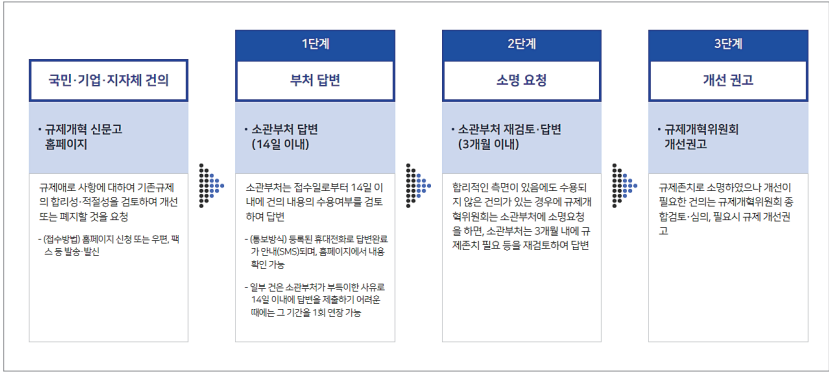 국민·기업·지자체 건의
· 규제개혁 신문고
홈페이지
규제애로 사항에 대하여 기존규제
의 합리성·적절성을 검토하여 개선
또는 폐지할 것을 요청
- (접수방법) 홈페이지 신청 또는 우편, 팩
스 등 발송·발신
1단계
부처 답변
· 소관부처 답변
(14일 이내)
소관부처는 접수일로부터 14일 이
내에 건의 내용의 수용여부를 검토
하여 답변
- (통보방식) 등록된 휴대전화로 답변완료
가 안내(SMS)되며, 홈페이지에서 내용
확인 가능
- 일부 건은 소관부처가 부득이한 사유로
14일 이내에 답변을 제출하기 어려운
때에는 그 기간을 1회 연장 가능
2단계
소명 요청
· 소관부처 재검토·답변
(3개월 이내)
합리적인 측면이 있음에도 수용되
지 않은 건의가 있는 경우에 규제개
혁위원회는 소관부처에 소명요청
을 하면, 소관부처는 3개월 내에 규
제존치 필요 등을 재검토하여 답변
3단계
개선 권고
· 규제개혁위원회
개선권고
규제존치로 소명하였으나 개선이
필요한 건의는 규제개혁위원회 종
합검토·심의, 필요시 규제 개선권
고